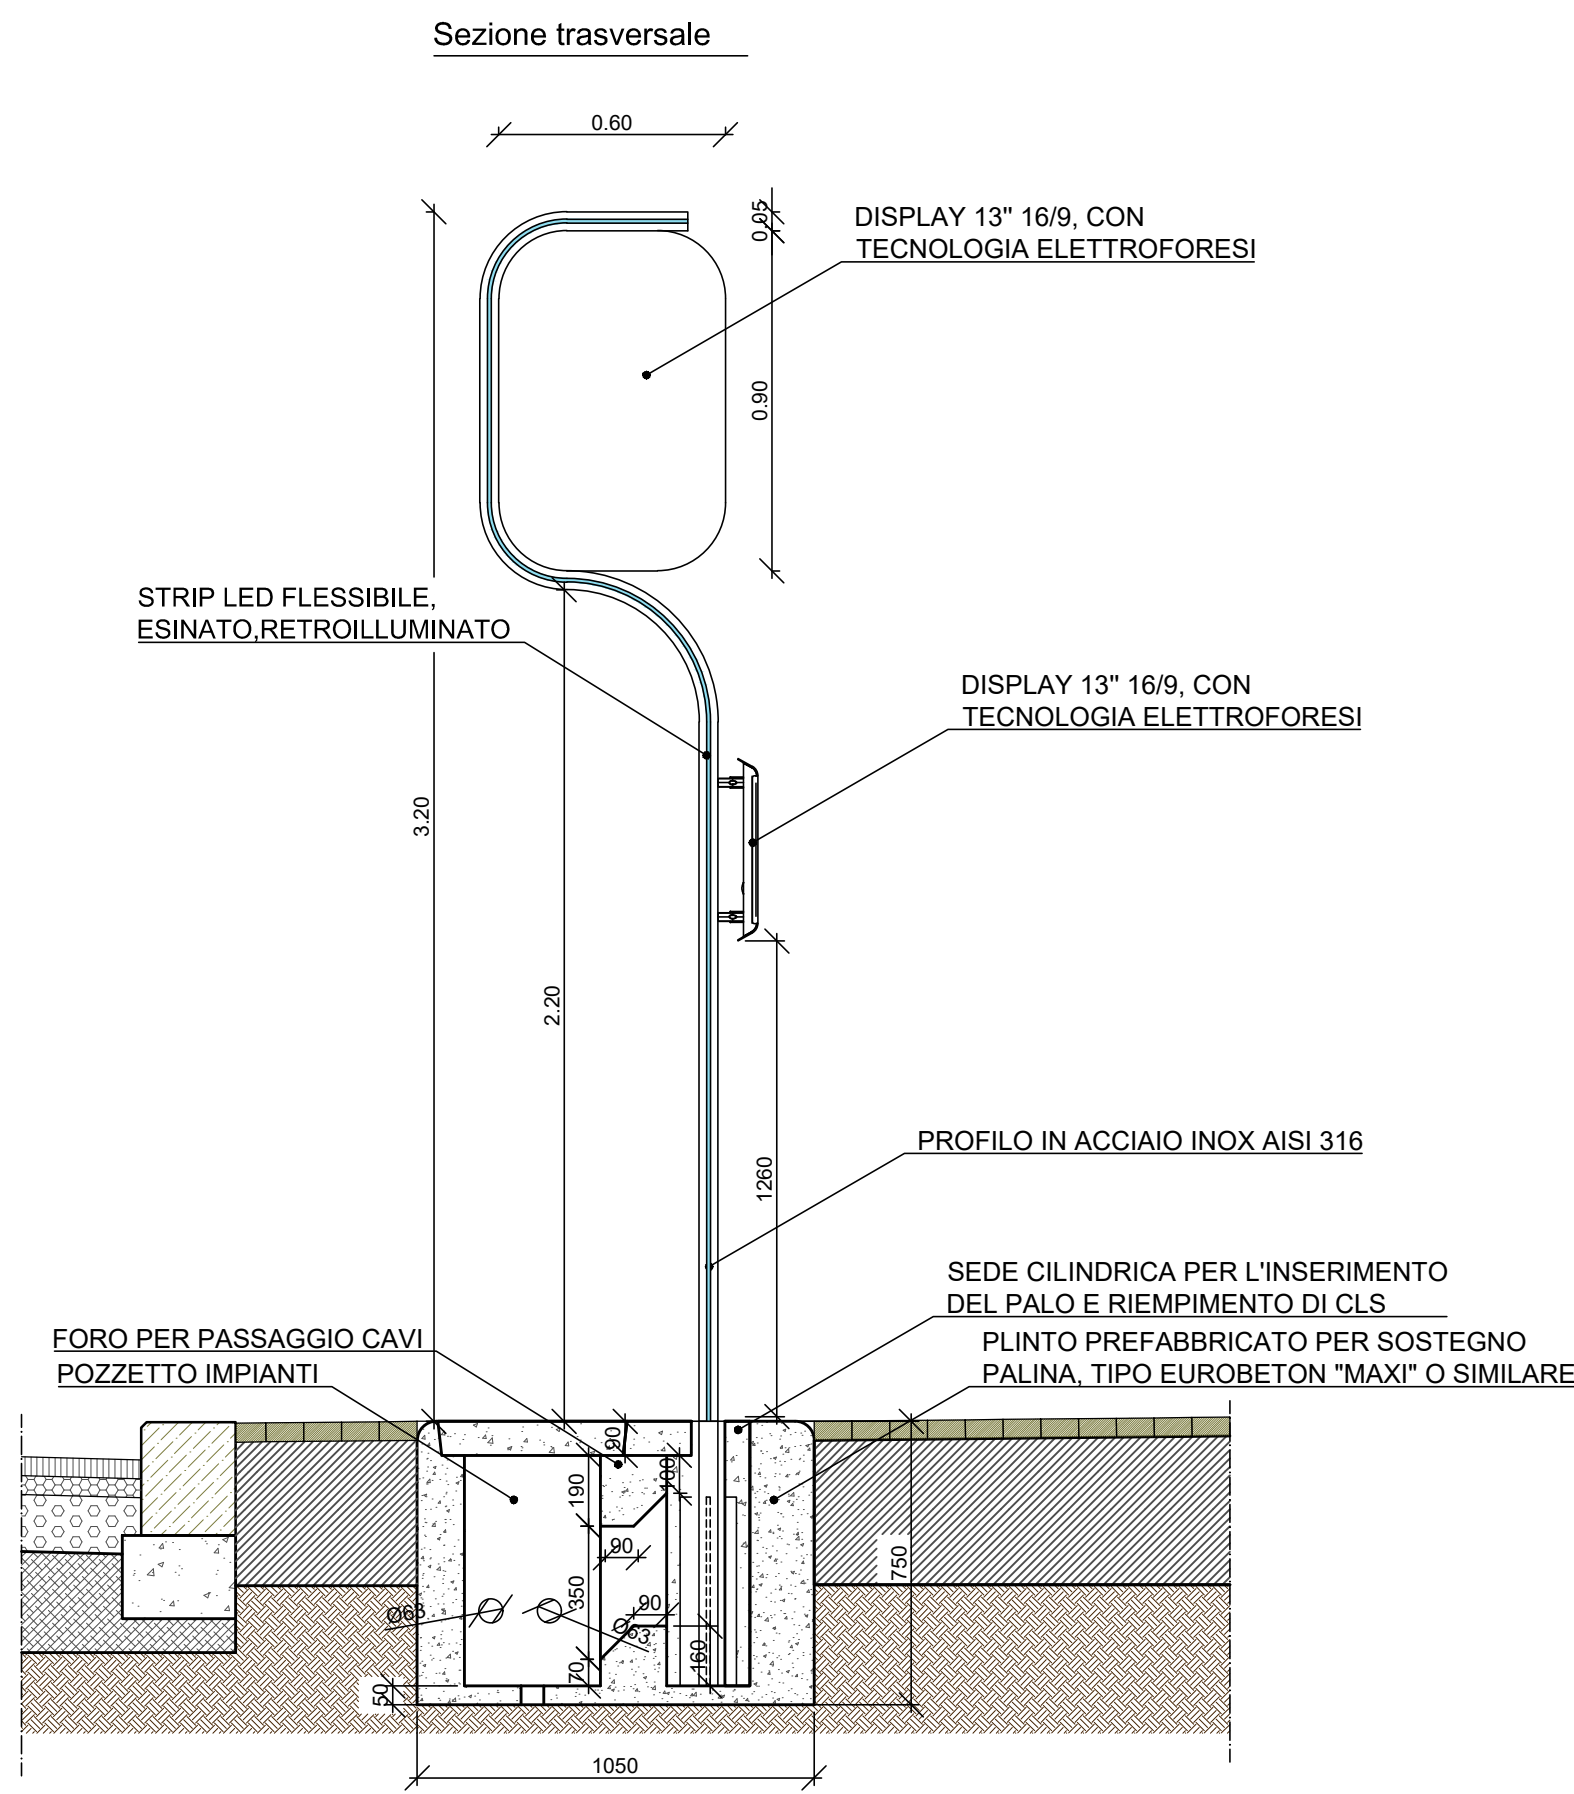 Sezione trasversale
0.60
0.05
DISPLAY 13" 16/9, CON
TECNOLOGIA ELETTROFORESI
0.90
STRIP LED FLESSIBILE,
ESINATO,RETROILLUMINATO
DISPLAY 13" 16/9, CON
TECNOLOGIA ELETTROFORESI
3.20
2.20
PROFILO IN ACCIAIO INOX AISI 316
1260
SEDE CILINDRICA PER L'INSERIMENTO
DEL PALO E RIEMPIMENTO DI CLS
FORO PER PASSAGGIO CAVI
POZZETTO IMPIANTI
PLINTO PREFABBRICATO PER SOSTEGNO
PALINA, TIPO EUROBETON "MAXI" O SIMILARE
90
100
190
90
750
350
90
Ø63
Ø63
160
70
50
1050